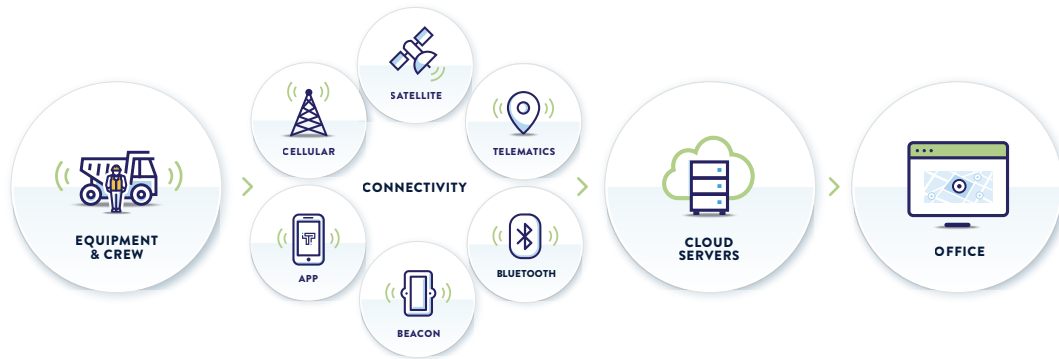 EQUIPMENT
& CREW
SATELLITE
CELLULAR
TELEMATICS
CONNECTIVITY
APP
BLUETOOTH
BEACON
CLOUD
SERVERS
OFFICE